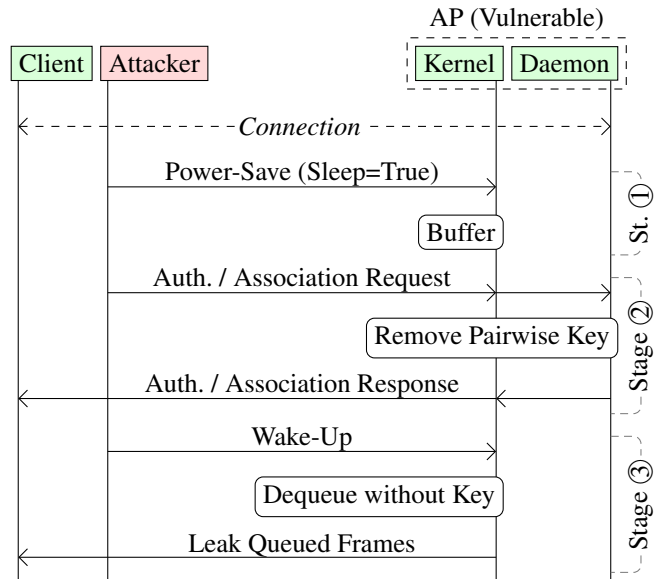 AP (Vulnerable)
Client Attacker Kernel Daemon
Connection
Power-Save (Sleep=True)
Buffer
St. ①
Auth. / Association Request
Remove Pairwise Key
Stage ②
Auth. / Association Response
Wake-Up
Dequeue without Key
Stage ③
Leak Queued Frames